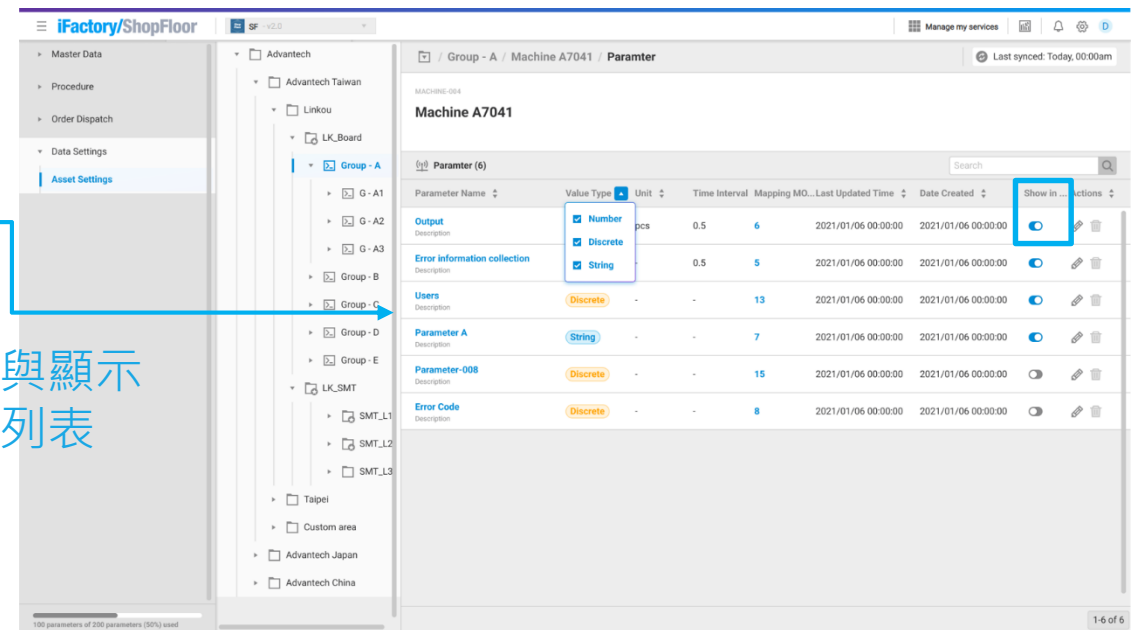 iFactory/ShopFloor
SF -v2.0
Manage my services
D
Master Data
Procedure
Order Dispatch
Data Settings
Asset Settings
100 parameters of 200 parameters (50%) used
Advantech
Advantech Taiwan
Linkou
LK_Board
Group - A
G - A1
G - A2
G - A3
Group - B
Group - C
Group - D
Group - E
LK_SMT
SMT_L1
SMT_L2
SMT_L3
Taipei
Custom area
Advantech Japan
Advantech China
與顯示
列表
/ Group - A / Machine A7041 / Paramter
Last synced: Today, 00:00am
MACHINE-004
Machine A7041
Paramter (6)
Search
Parameter Name Value Type Unit Time Interval Mapping MO... Last Updated Time Date Created Show in ... Actions
Number
Discrete
String
Output pcs 0.5 6 2021/01/06 00:00:00 2021/01/06 00:00:00
Description
Error information collection - 0.5 5 2021/01/06 00:00:00 2021/01/06 00:00:00
Description
Users Discrete - - 13 2021/01/06 00:00:00 2021/01/06 00:00:00
Description
Parameter A String - - 7 2021/01/06 00:00:00 2021/01/06 00:00:00
Description
Parameter-008 Discrete - - 15 2021/01/06 00:00:00 2021/01/06 00:00:00
Description
Error Code Discrete - - 8 2021/01/06 00:00:00 2021/01/06 00:00:00
Description
1-6 of 6